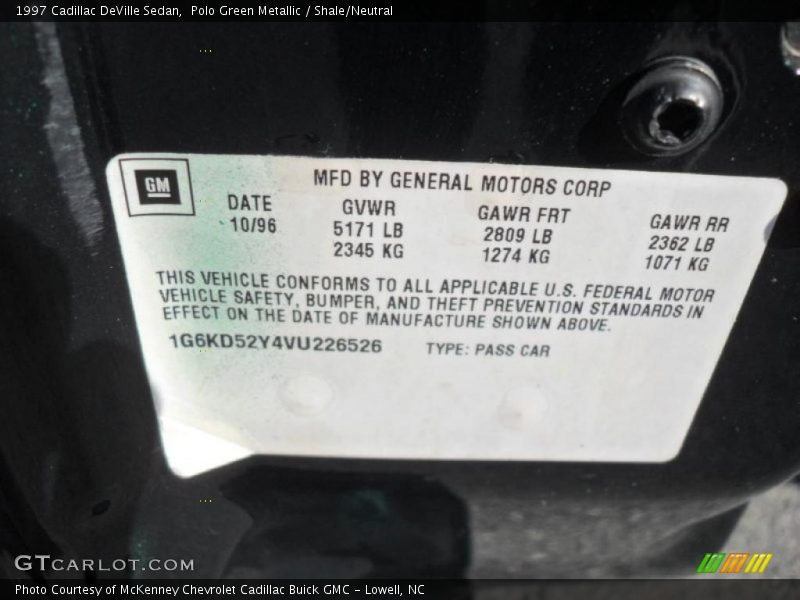 1997 Cadillac DeVille Sedan,  Polo Green Metallic / Shale/Neutral
GM
MFD BY GENERAL MOTORS CORP
DATE GVWR GAWR FRT GAWR RR
10/96 5171 LB 2809 LB 2362 LB
2345 KG 1274 KG 1071 KG
THIS VEHICLE CONFORMS TO ALL APPLICABLE U.S. FEDERAL MOTOR
VEHICLE SAFETY, BUMPER, AND THEFT PREVENTION STANDARDS IN
EFFECT ON THE DATE OF MANUFACTURE SHOWN ABOVE.
1G6KD52Y4VU226526 TYPE: PASS CAR
GTCARLOT.COM
Photo Courtesy of McKenney Chevrolet Cadillac Buick GMC – Lowell, NC